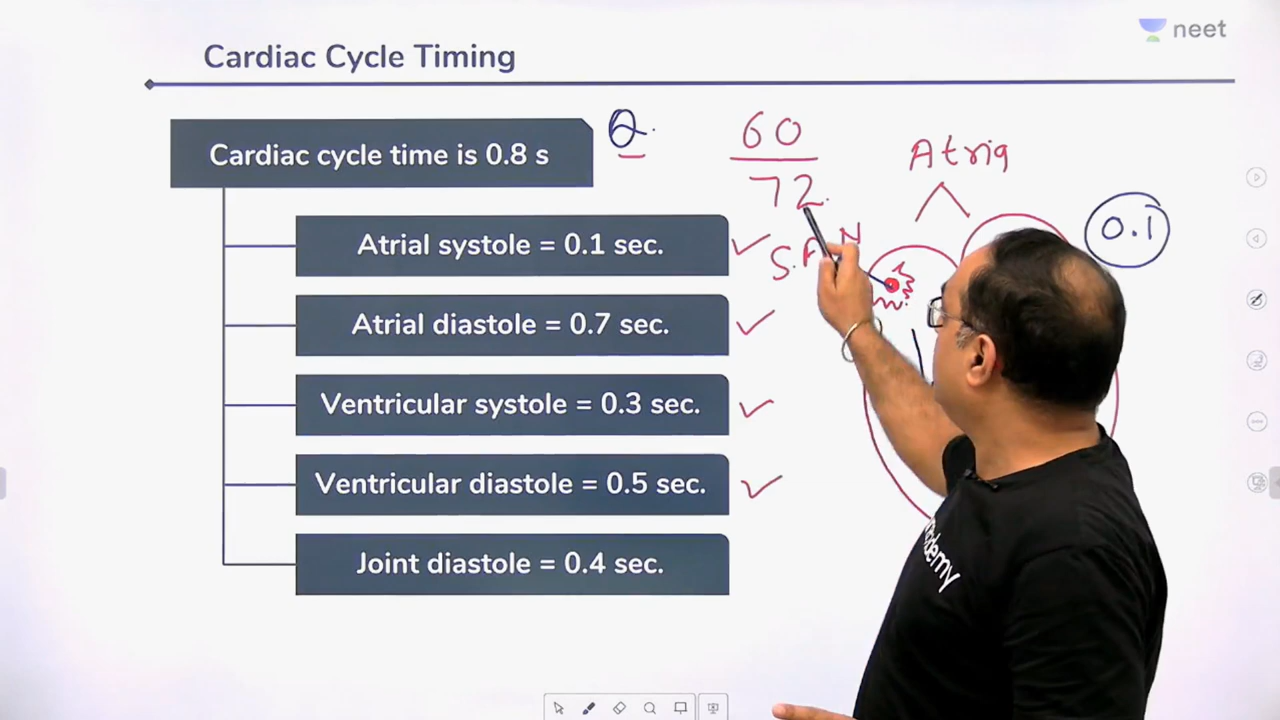 neet
Cardiac Cycle Timing
Cardiac cycle time is 0.8 s
Q.
60
72.
Atria
0.1
Atrial systole = 0.1 sec.
S.A N
Atrial diastole = 0.7 sec.
Ventricular systole = 0.3 sec.
Ventricular diastole = 0.5 sec.
Joint diastole = 0.4 sec.